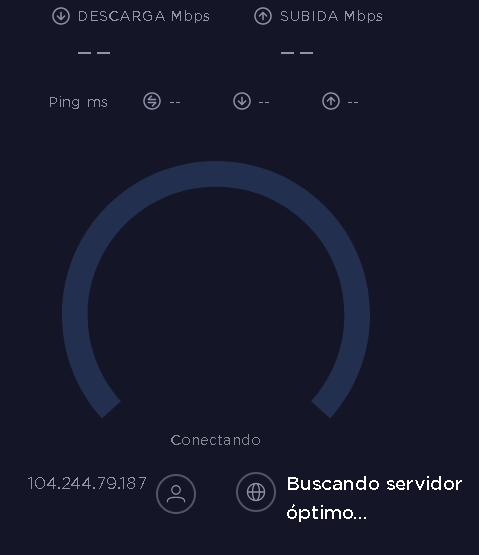 DESCARGA Mbps SUBIDA Mbps
-- --
Ping ms -- -- --
Conectando
104.244.79.187 Buscando servidor
óptimo...